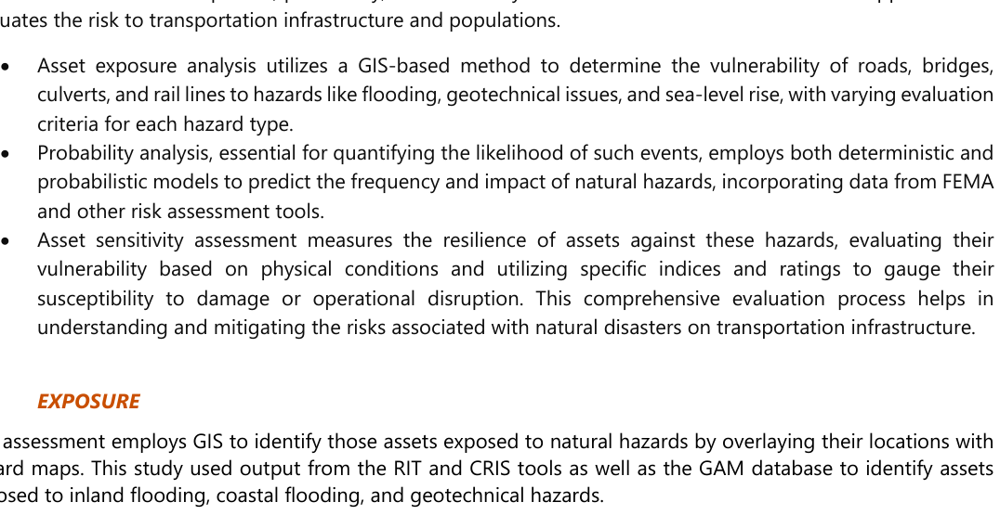 uates the risk to transportation infrastructure and populations.
• Asset exposure analysis utilizes a GIS-based method to determine the vulnerability of roads, bridges,
culverts, and rail lines to hazards like flooding, geotechnical issues, and sea-level rise, with varying evaluation
criteria for each hazard type.
• Probability analysis, essential for quantifying the likelihood of such events, employs both deterministic and
probabilistic models to predict the frequency and impact of natural hazards, incorporating data from FEMA
and other risk assessment tools.
• Asset sensitivity assessment measures the resilience of assets against these hazards, evaluating their
vulnerability based on physical conditions and utilizing specific indices and ratings to gauge their
susceptibility to damage or operational disruption. This comprehensive evaluation process helps in
understanding and mitigating the risks associated with natural disasters on transportation infrastructure.
EXPOSURE
assessment employs GIS to identify those assets exposed to natural hazards by overlaying their locations with
ard maps. This study used output from the RIT and CRIS tools as well as the GAM database to identify assets
osed to inland flooding, coastal flooding, and geotechnical hazards.